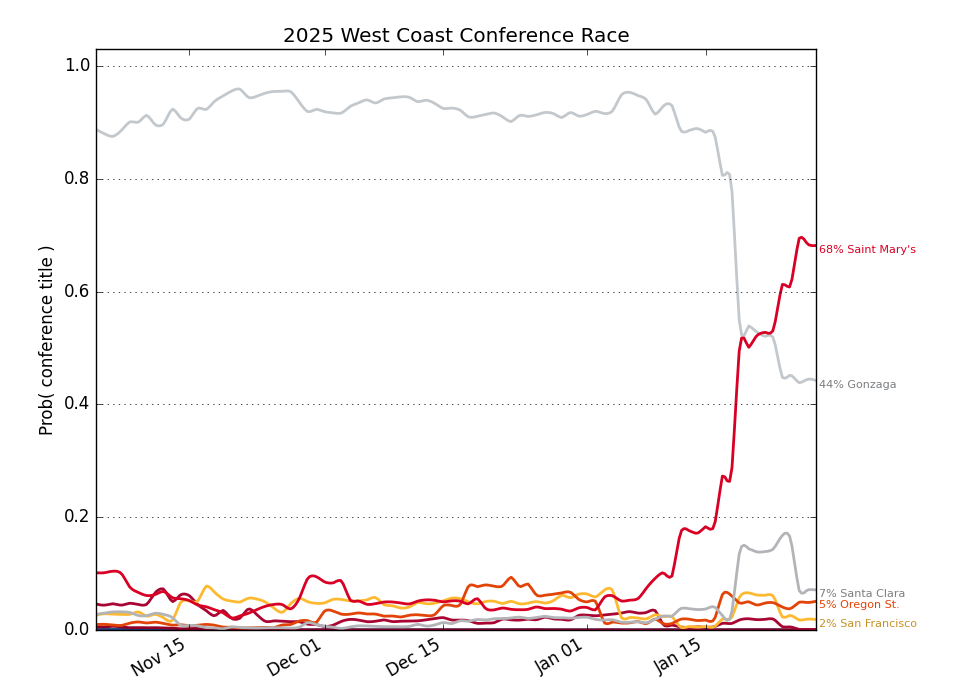 2025 West Coast Conference Race
Prob( conference title )
1.0
0.8
0.6
0.4
0.2
0.0
68% Saint Mary's
44% Gonzaga
7% Santa Clara
5% Oregon St.
2% San Francisco
Nov 15
Dec 01
Dec 15
Jan 01
Jan 15